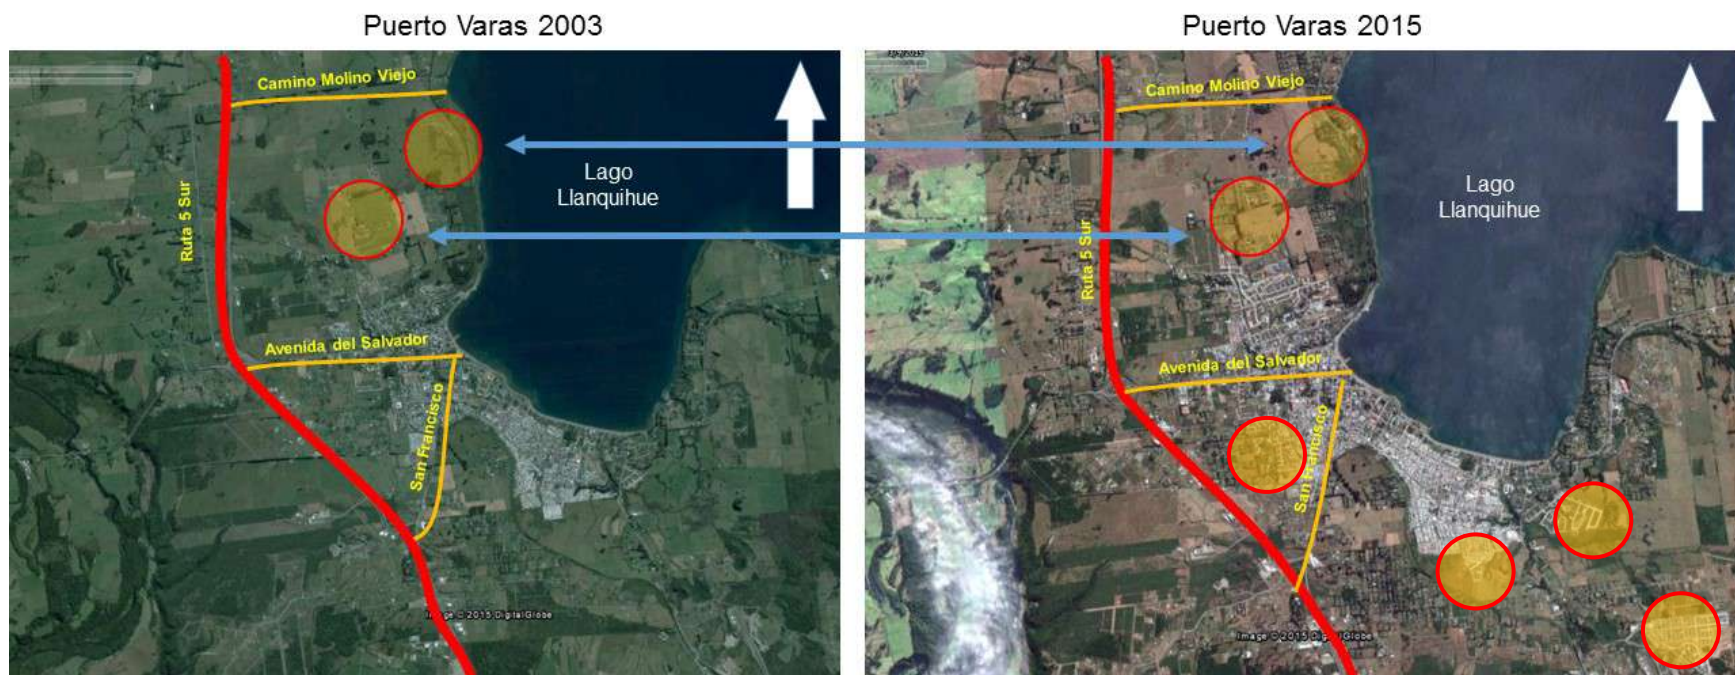 Puerto Varas 2003
Camino Molino Viejo
Lago
Llanquihue
Ruta 5 Sur
Avenida del Salvador
San Francisco
Image © 2015 DigitalGlobe
Puerto Varas 2015
Camino Molino Viejo
Lago
Llanquihue
Ruta 5 Sur
Avenida del Salvador
San Francisco
Image © 2015 DigitalGlobe